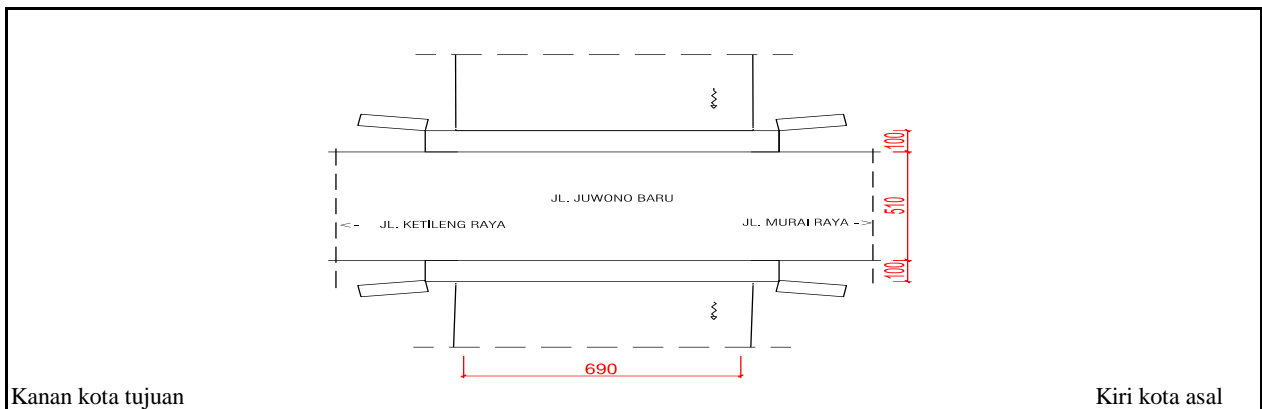 100
JL. JUWONO BARU
510
<- JL. KETILENG RAYA
JL. MURAI RAYA ->
100
690
Kanan kota tujuan
Kiri kota asal